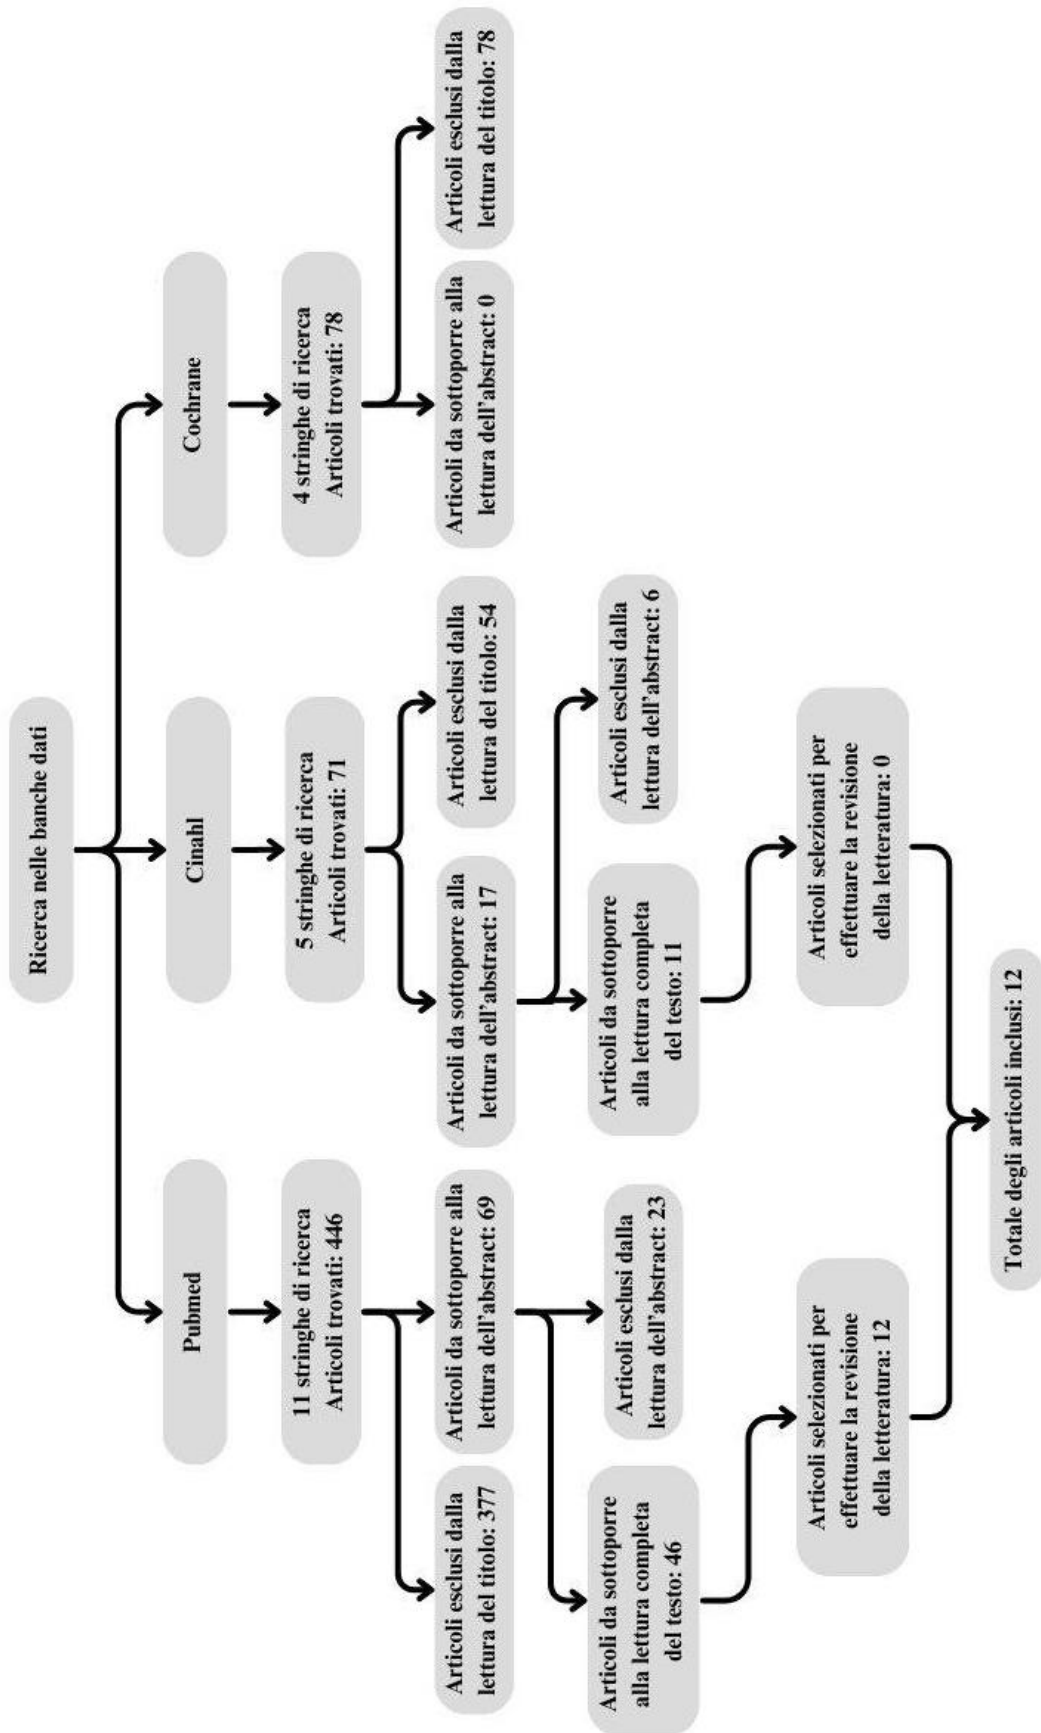 Ricerca nelle banche dati
Pubmed
Cinahl
Cochrane
11 stringhe di ricerca
Articoli trovati: 446
5 stringhe di ricerca
Articoli trovati: 71
4 stringhe di ricerca
Articoli trovati: 78
Articoli esclusi dalla
lettura del titolo: 377
Articoli da sottoporre alla
lettura dell'abstract: 69
Articoli da sottoporre alla
lettura dell'abstract: 17
Articoli esclusi dalla
lettura del titolo: 54
Articoli da sottoporre alla
lettura dell'abstract: 0
Articoli esclusi dalla
lettura del titolo: 78
Articoli da sottoporre
alla lettura completa
del testo: 46
Articoli esclusi dalla
lettura dell'abstract: 23
Articoli da sottoporre
alla lettura completa
del testo: 11
Articoli esclusi dalla
lettura dell'abstract: 6
Articoli selezionati per
effettuare la revisione
della letteratura: 12
Articoli selezionati per
effettuare la revisione
della letteratura: 0
Totale degli articoli inclusi: 12